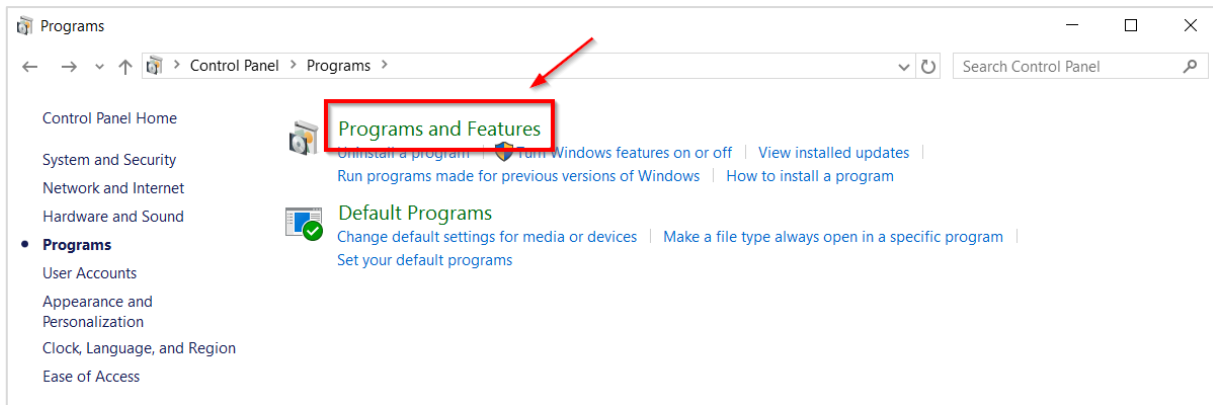 Programs
Control Panel > Programs >
Search Control Panel
Control Panel Home
System and Security
Network and Internet
Hardware and Sound
Programs
User Accounts
Appearance and
Personalization
Clock, Language, and Region
Ease of Access
Programs and Features
Uninstall a program
Turn Windows features on or off
View installed updates
Run programs made for previous versions of Windows
How to install a program
Default Programs
Change default settings for media or devices
Make a file type always open in a specific program
Set your default programs